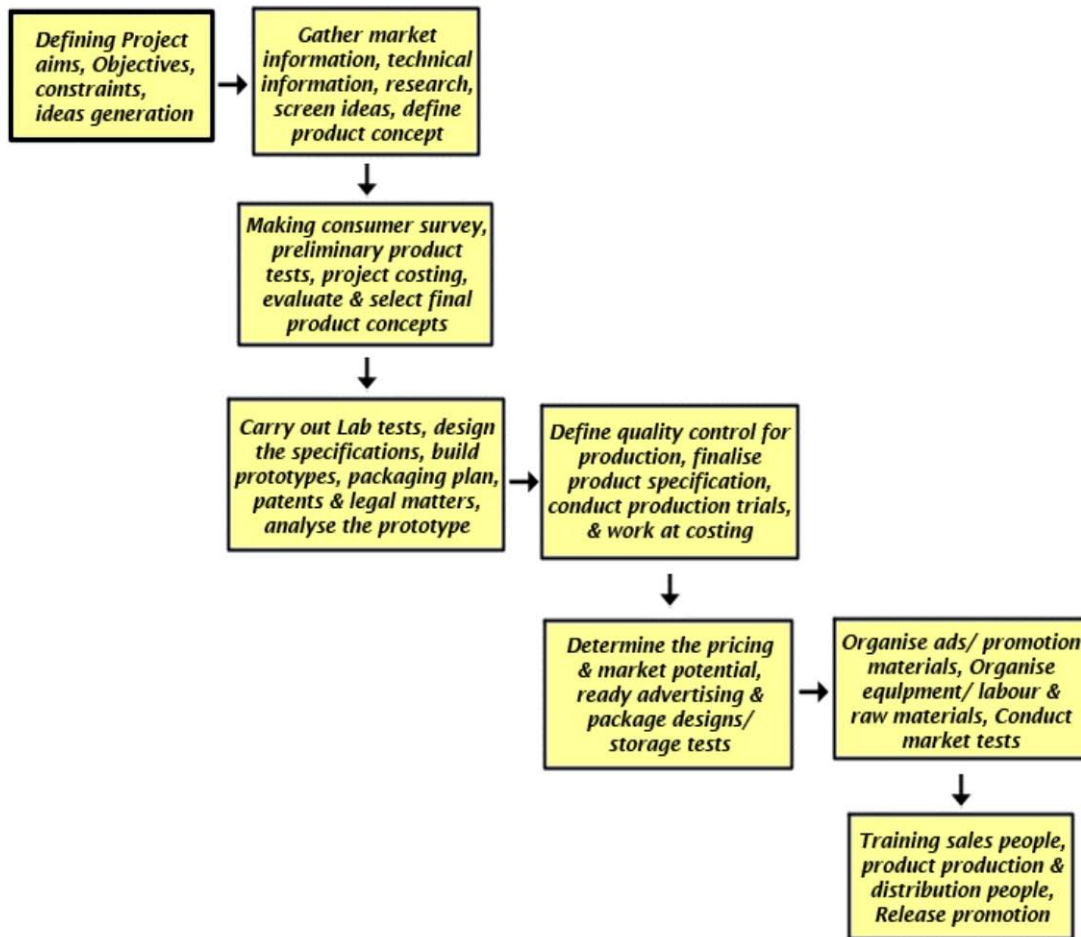 Defining Project
aims, Objectives,
constraints,
ideas generation
Gather market
information, technical
information, research,
screen ideas, define
product concept
Making consumer survey,
preliminary product
tests, project costing,
evaluate & select final
product concepts
Carry out Lab tests, design
the specifications, build
prototypes, packaging plan,
patents & legal matters,
analyse the prototype
Define quality control for
production, finalise
product specification,
conduct production trials,
& work at costing
Determine the pricing
& market potential,
ready advertising &
package designs/
storage tests
Organise ads/ promotion
materials, Organise
equlpment/ labour &
raw materials, Conduct
market tests
Training sales people,
product production &
distribution people,
Release promotion